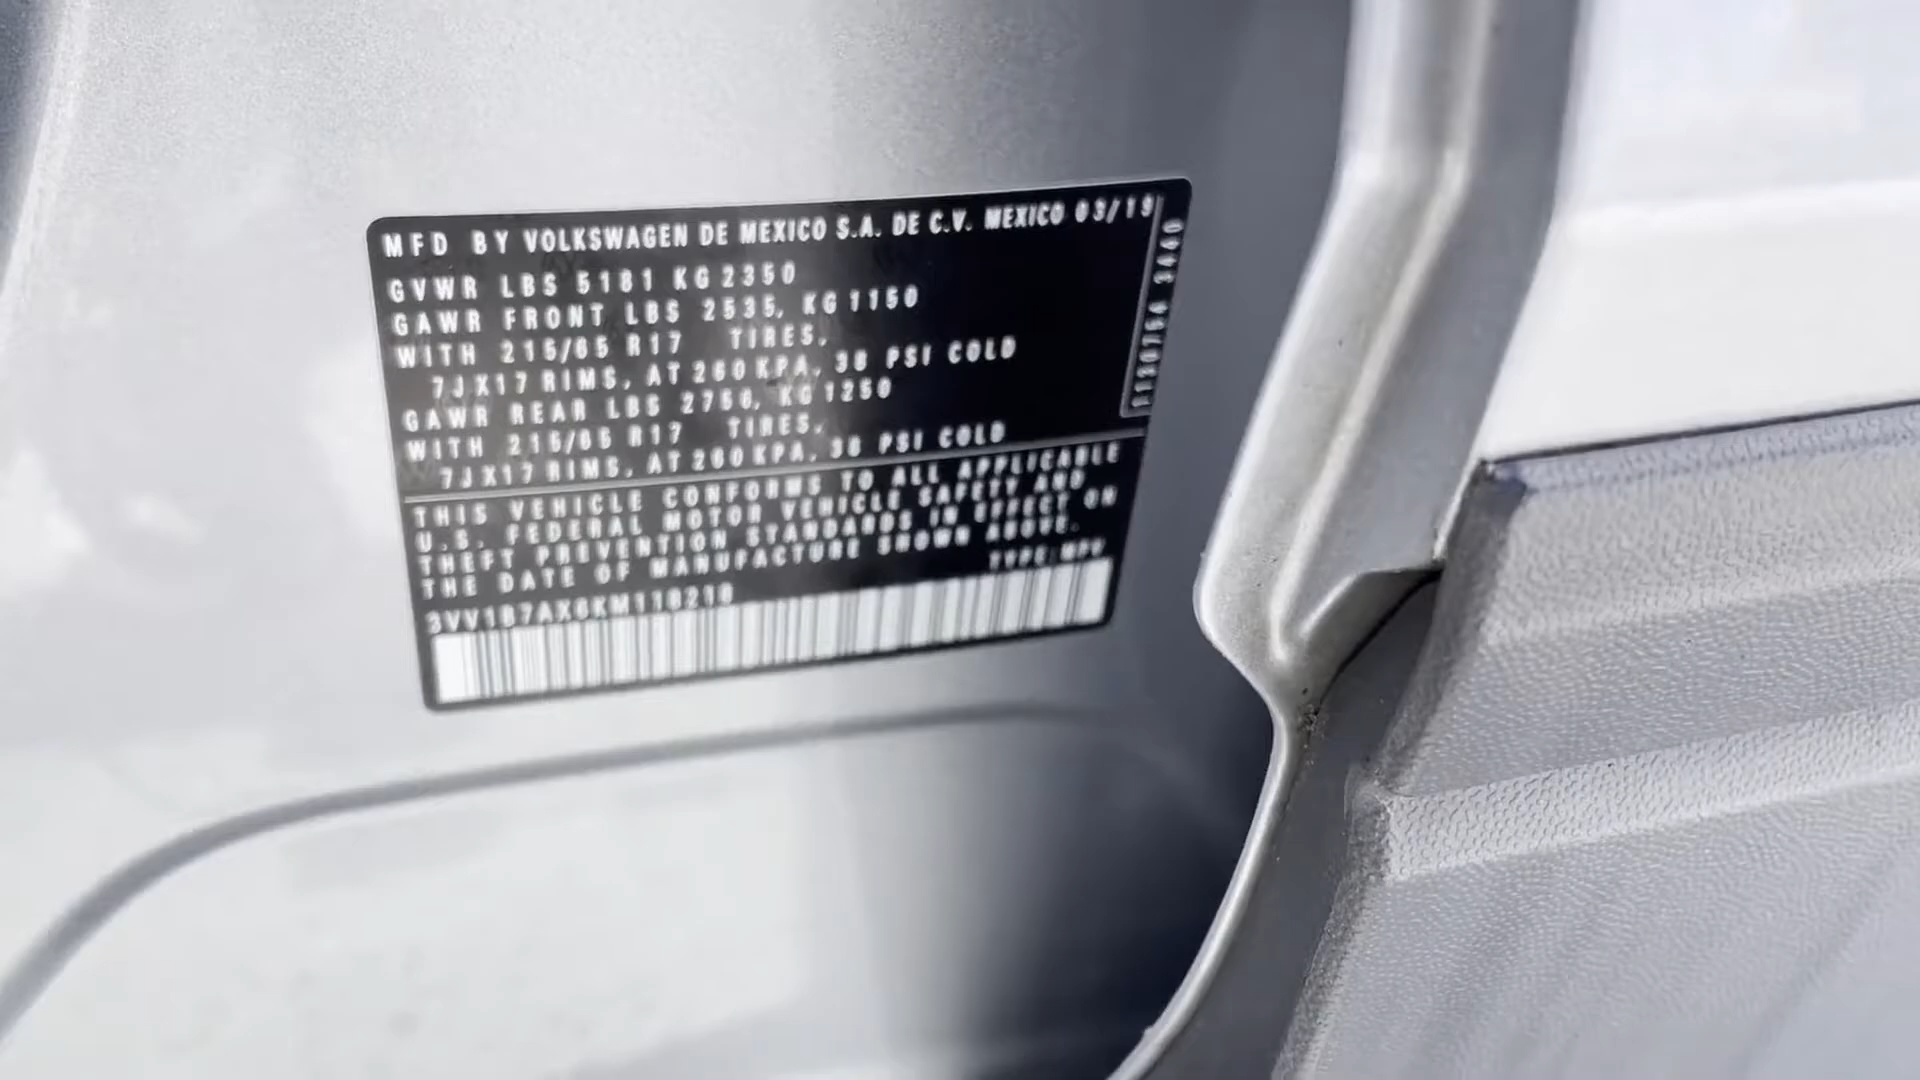 MFD BY VOLKSWAGEN DE MEXICO S.A. DE C.V. MEXICO 03/19
GVWR LBS 5181 KG 2350
GAWR FRONT LBS 2535, KG 1150
WITH 215/65 R17 TIRES,
7JX17 RIMS, AT 260 KPA, 38 PSI COLD
GAWR REAR LBS 2756, KG 1250
WITH 215/65 R17 TIRES,
7JX17 RIMS, AT 260 KPA, 38 PSI COLD
THIS VEHICLE CONFORMS TO ALL APPLICABLE
U.S. FEDERAL MOTOR VEHICLE SAFETY AND
THEFT PREVENTION STANDARDS IN EFFECT ON
THE DATE OF MANUFACTURE SHOWN ABOVE.
TYPE: MPV